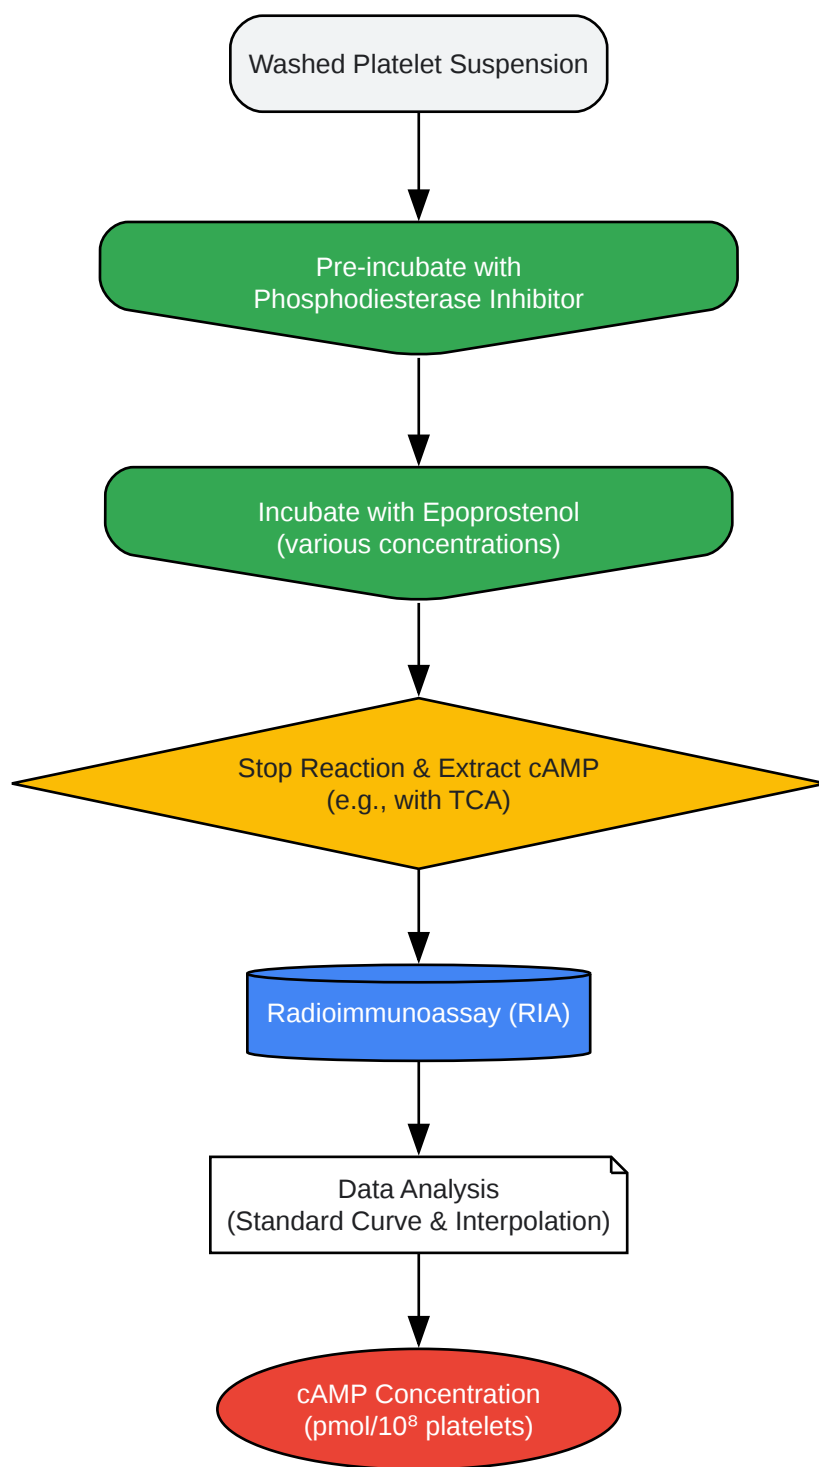 Washed Platelet Suspension
Pre-incubate with
Phosphodiesterase Inhibitor
Incubate with Epoprostenol
(various concentrations)
Stop Reaction & Extract cAMP
(e.g., with TCA)
Radioimmunoassay (RIA)
Data Analysis
(Standard Curve & Interpolation)
cAMP Concentration
(pmol/10⁸ platelets)